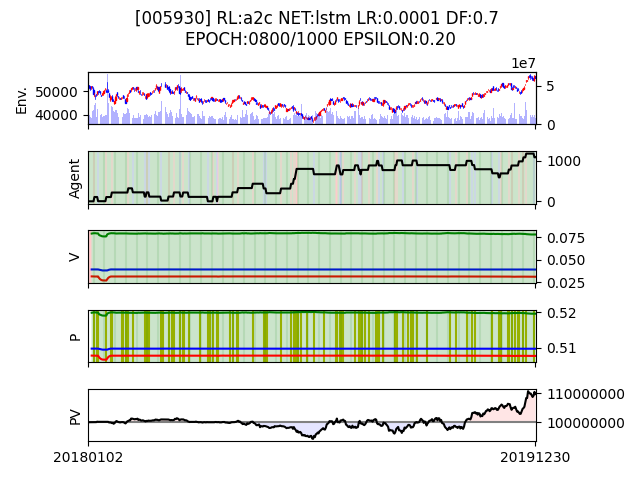 [005930] RL:a2c NET:lstm LR:0.0001 DF:0.7
EPOCH:0800/1000 EPSILON:0.20
1e7
Env.
50000
40000
5
0
Agent
1000
0
V
0.075
0.050
0.025
P
0.52
0.51
PV
110000000
100000000
20180102
20191230